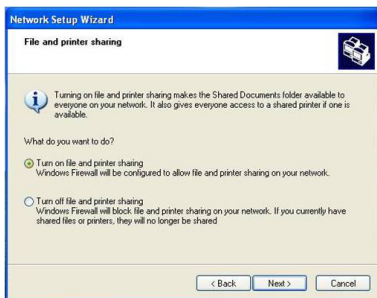 Network Setup Wizard
File and printer sharing
Turning on file and printer sharing makes the Shared Documents folder available to
everyone on your network. It also gives everyone access to a shared printer if one is
available.
What do you want to do?
Turn on file and printer sharing
Windows Firewall will be configured to allow file and printer sharing on your network.
Turn off file and printer sharing
Windows Firewall will block file and printer sharing on your network. If you currently have
shared files or printers, they will no longer be shared
< Back Next > Cancel